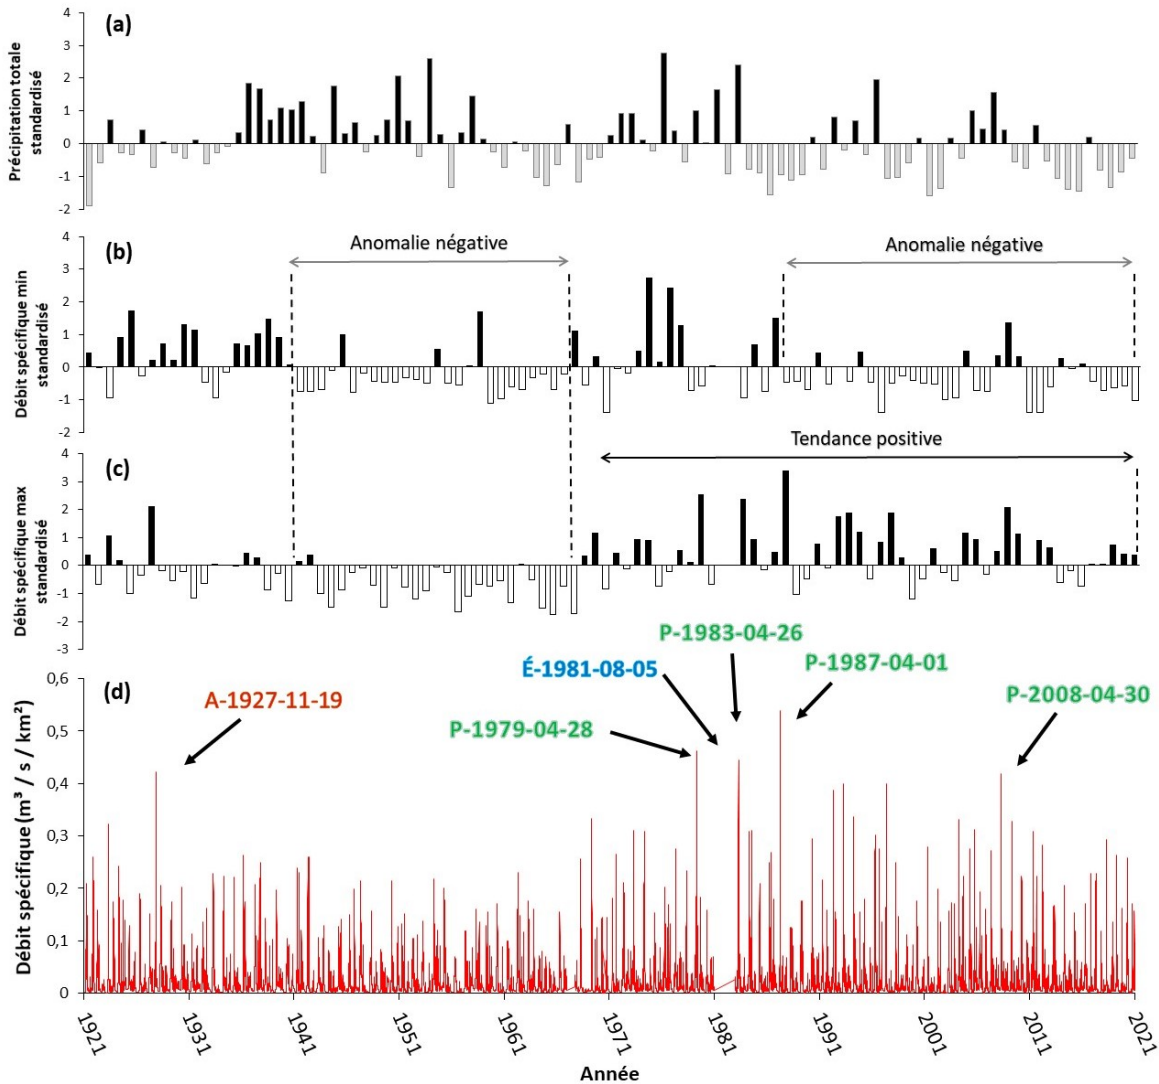 (a)
Précipitation totale
standardisé
4
3
2
1
0
-1
-2
(b)
Anomalie négative
Anomalie négative
Débit spécifique min
standardisé
4
3
2
1
0
-1
-2
(c)
Tendance positive
Débit spécifique max
standardisé
4
3
2
1
0
-1
-2
-3
(d)
P-1983-04-26
É-1981-08-05
P-1987-04-01
A-1927-11-19
P-2008-04-30
P-1979-04-28
Débit spécifique (m³ / s / km²)
0,6
0,5
0,4
0,3
0,2
0,1
0
1921
1931
1941
1951
1961
1971
1981
1991
2001
2011
2021
Année